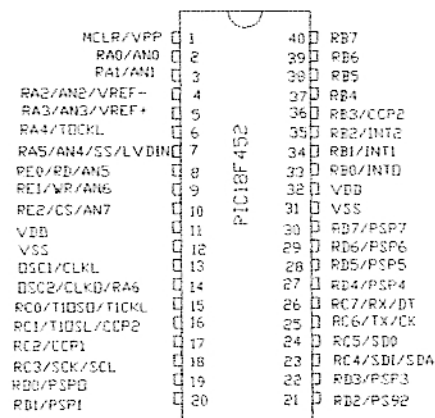 MCLR/VPP 1
RA0/AN0 2
RA1/AN1 3
RA2/AN2/VREF- 4
RA3/AN3/VREF+ 5
RA4/TOCKL 6
RA5/AN4/SS/LVDIN 7
RE0/RD/AN5 8
RE1/WR/AN6 9
RE2/CS/AN7 10
VDD 11
VSS 12
OSC1/CLKL 13
OSC2/CLKO/RA6 14
RC0/T1OSO/T1CKL 15
RC1/T1OSL/CCP2 16
RC2/CCP1 17
RC3/SCK/SCL 18
RD0/PSP0 19
RD1/PSP1 20
PIC18F452
40 RB7
39 RB6
38 RB5
37 RB4
36 RB3/CCP2
35 RB2/INT2
34 RB1/INT1
33 RB0/INT0
32 VDD
31 VSS
30 RD7/PSP7
29 RD6/PSP6
28 RD5/PSP5
27 RD4/PSP4
26 RC7/RX/DT
25 RC6/TX/CK
24 RC5/SD0
23 RC4/SDI/SDA
22 RD3/PSP3
21 RD2/PS92